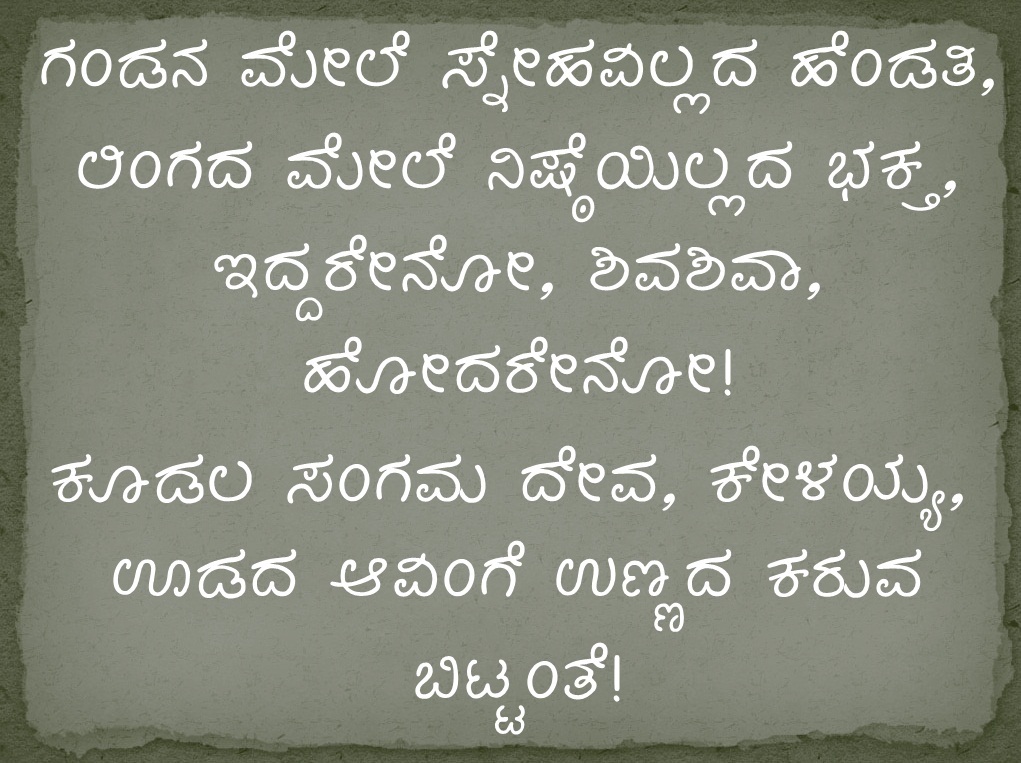 ಗಂಡನ ಮೇಲೆ ಸ್ನೇಹವಿಲ್ಲದ ಹೆಂಡತಿ,
ಲಿಂಗದ ಮೇಲೆ ನಿಷ್ಠೆಯಿಲ್ಲದ ಭಕ್ತ,
ಇದ್ದರೇನೋ, ಶಿವಶಿವಾ,
ಹೋದರೇನೋ!
ಕೂಡಲ ಸಂಗಮ ದೇವ, ಕೇಳಯ್ಯ,
ಊಡದ ಆವಿಂಗೆ ಉಣ್ಣದ ಕರುವ
ಬಿಟ್ಟಂತೆ!